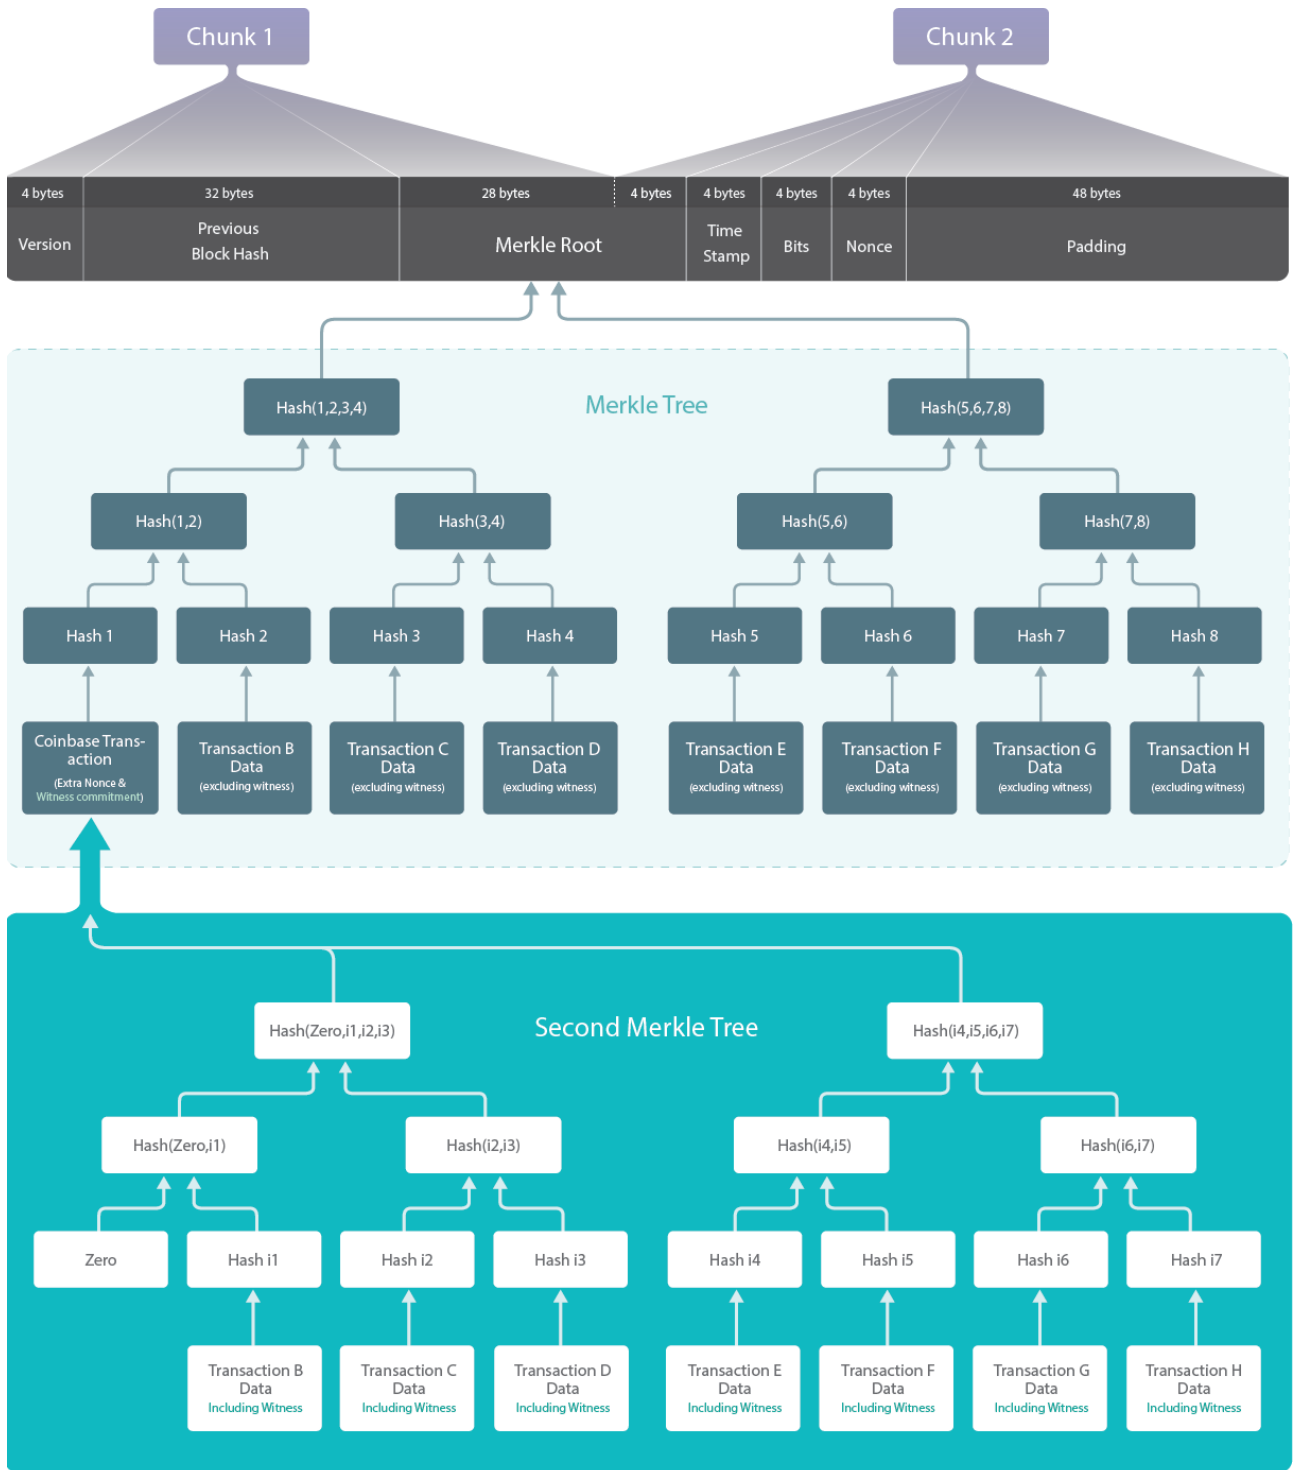 Chunk 1
Chunk 2
4 bytes
32 bytes
28 bytes
4 bytes
4 bytes
4 bytes
4 bytes
48 bytes
Version
Previous
Block Hash
Merkle Root
Time
Stamp
Bits
Nonce
Padding
Merkle Tree
Hash(1,2,3,4)
Hash(5,6,7,8)
Hash(1,2)
Hash(3,4)
Hash(5,6)
Hash(7,8)
Hash 1
Hash 2
Hash 3
Hash 4
Hash 5
Hash 6
Hash 7
Hash 8
Coinbase Trans-
action
(Extra Nonce &
Witness commitment)
Transaction B
Data
(excluding witness)
Transaction C
Data
(excluding witness)
Transaction D
Data
(excluding witness)
Transaction E
Data
(excluding witness)
Transaction F
Data
(excluding witness)
Transaction G
Data
(excluding witness)
Transaction H
Data
(excluding witness)
Second Merkle Tree
Hash(Zero,i1,i2,i3)
Hash(i4,i5,i6,i7)
Hash(Zero,i1)
Hash(i2,i3)
Hash(i4,i5)
Hash(i6,i7)
Zero
Hash i1
Hash i2
Hash i3
Hash i4
Hash i5
Hash i6
Hash i7
Transaction B
Data
Including Witness
Transaction C
Data
Including Witness
Transaction D
Data
Including Witness
Transaction E
Data
Including Witness
Transaction F
Data
Including Witness
Transaction G
Data
Including Witness
Transaction H
Data
Including Witness